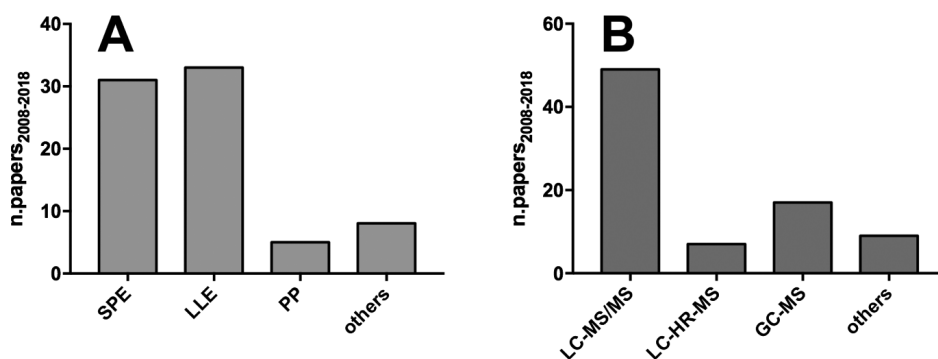 A
n.papers2008-2018
40
30
20
10
0
SPE
LLE
PP
others
B
n.papers2008-2018
60
40
20
0
LC-MS/MS
LC-HR-MS
GC-MS
others